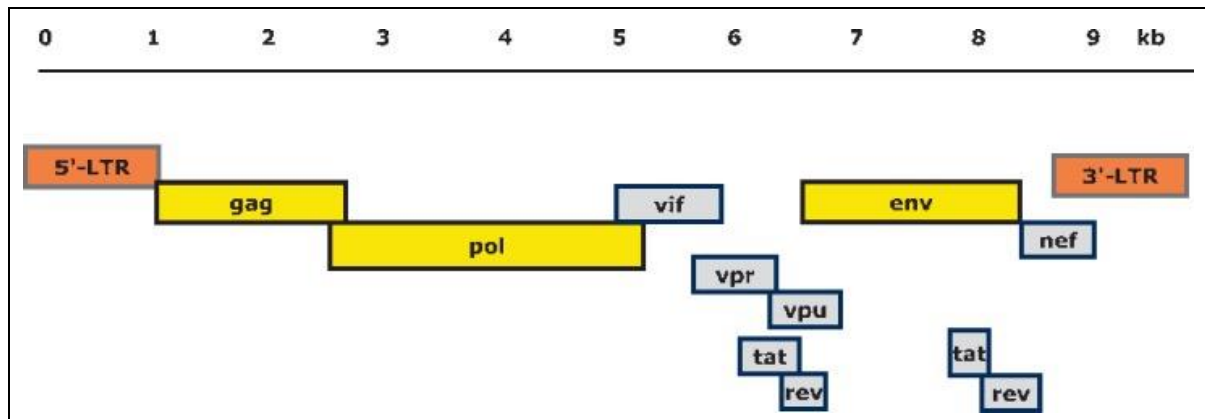 0 1 2 3 4 5 6 7 8 9 kb
5'-LTR
3'-LTR
gag
vif
env
pol
nef
vpr
vpu
tat
tat
rev
rev